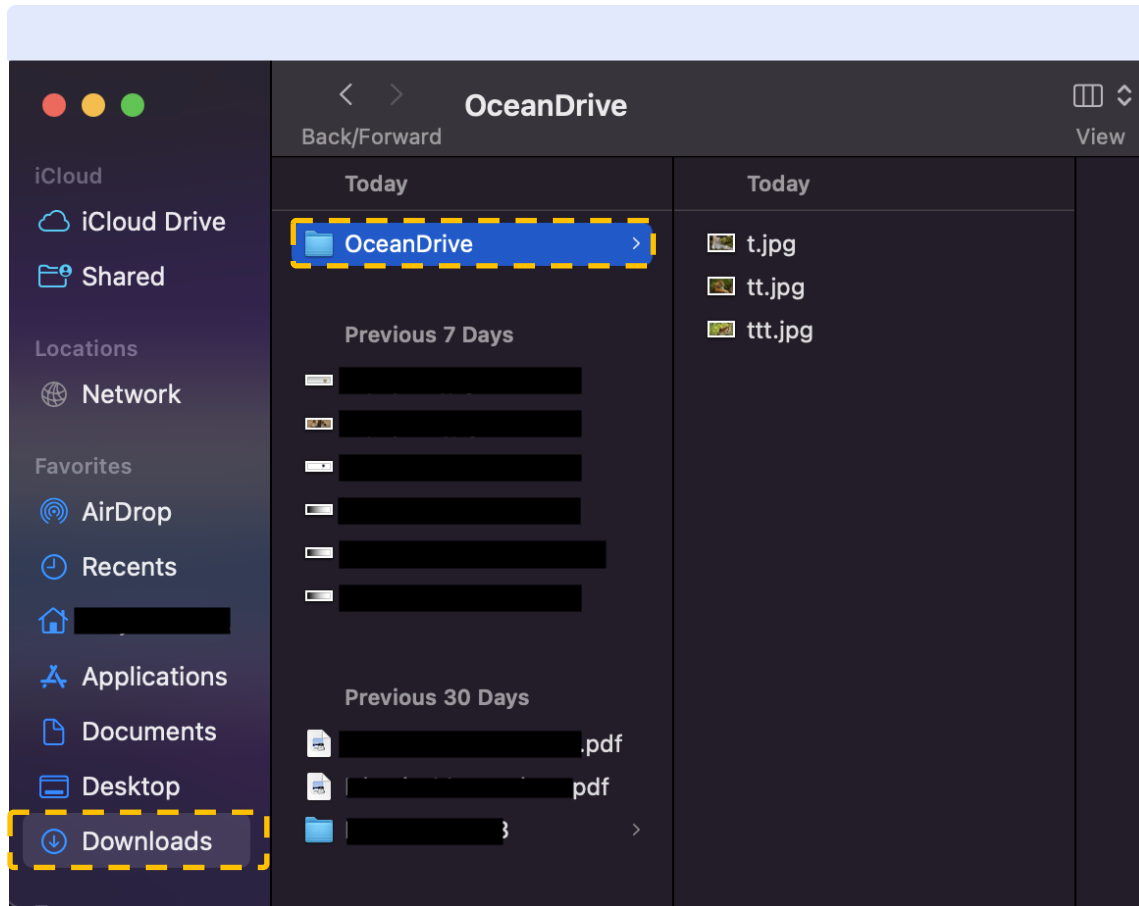 OceanDrive
Back/Forward
View
iCloud
iCloud Drive
Shared
Locations
Network
Favorites
AirDrop
Recents
Applications
Documents
Desktop
Downloads
Today
OceanDrive
Previous 7 Days
Previous 30 Days
.pdf
pdf
Today
t.jpg
tt.jpg
ttt.jpg